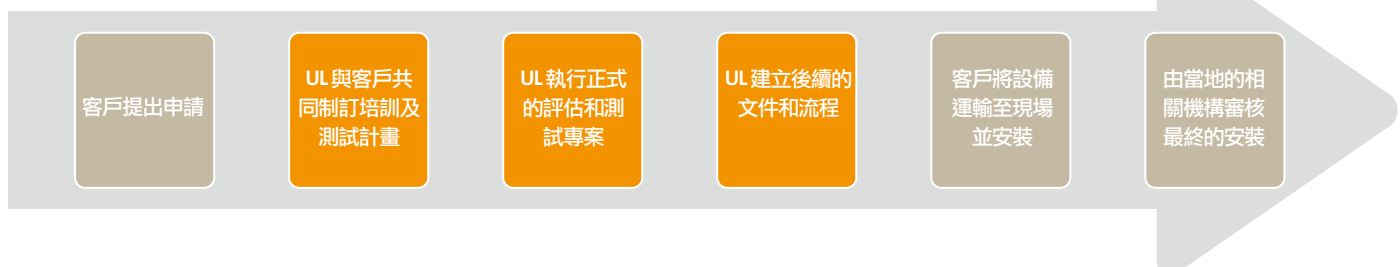 客戶提出申請
UL 與客戶共
同制訂培訓及
測試計畫
UL 執行正式
的評估和測
試專案
UL 建立後續的
文件和流程
客戶將設備
運輸至現場
並安裝
由當地的相
關機構審核
最終的安裝